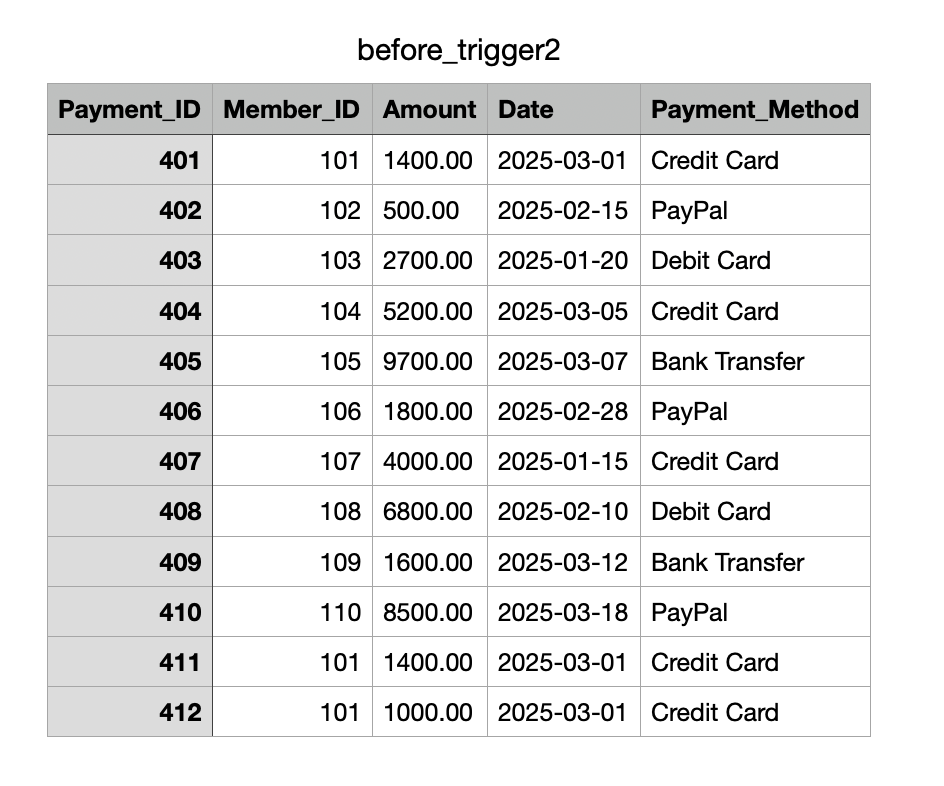 before_trigger2
Payment_ID Member_ID Amount Date Payment_Method
401 101 1400.00 2025-03-01 Credit Card
402 102 500.00 2025-02-15 PayPal
403 103 2700.00 2025-01-20 Debit Card
404 104 5200.00 2025-03-05 Credit Card
405 105 9700.00 2025-03-07 Bank Transfer
406 106 1800.00 2025-02-28 PayPal
407 107 4000.00 2025-01-15 Credit Card
408 108 6800.00 2025-02-10 Debit Card
409 109 1600.00 2025-03-12 Bank Transfer
410 110 8500.00 2025-03-18 PayPal
411 101 1400.00 2025-03-01 Credit Card
412 101 1000.00 2025-03-01 Credit Card